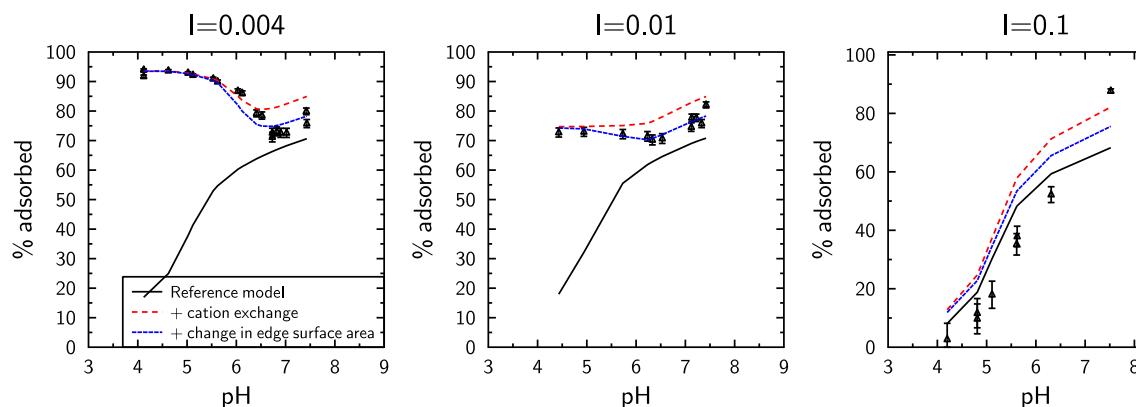 I=0.004
I=0.01
I=0.1
100
90
80
70
60
50
40
30
20
10
0
% adsorbed
Reference model
+ cation exchange
+ change in edge surface area
3 4 5 6 7 8 9
pH
100
90
80
70
60
50
40
30
20
10
0
% adsorbed
3 4 5 6 7 8 9
pH
100
80
60
40
20
0
% adsorbed
3 4 5 6 7 8
pH